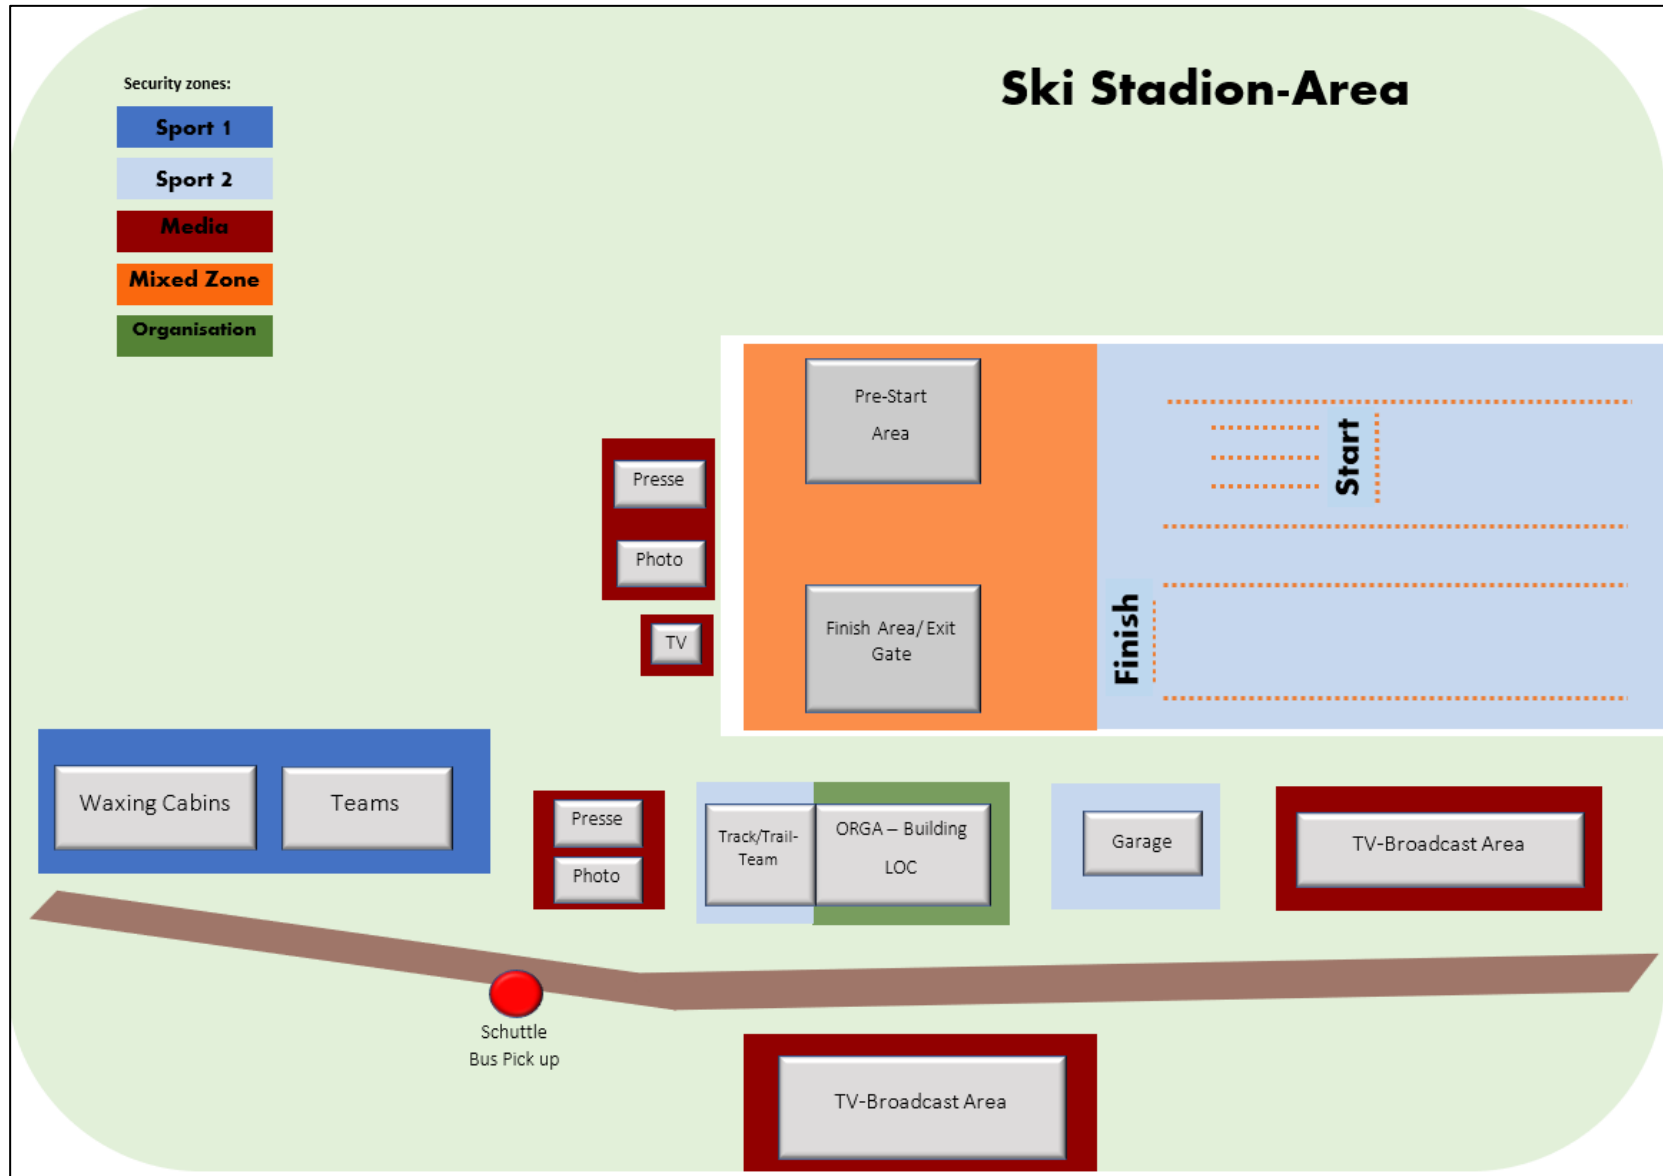 Ski Stadion-Area
Security zones:
Sport 1
Sport 2
Media
Mixed Zone
Organisation
Pre-Start
Area
Start
Presse
Photo
TV
Finish Area/Exit
Gate
Finish
Waxing Cabins
Teams
Presse
Photo
Track/Trail-
Team
ORGA – Building
LOC
Garage
TV-Broadcast Area
Schuttle
Bus Pick up
TV-Broadcast Area